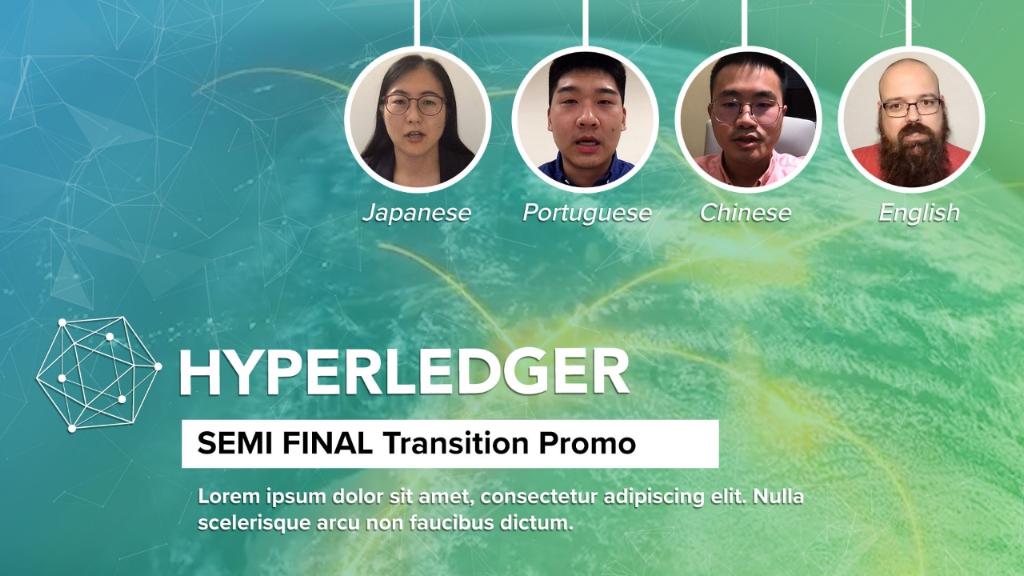 Japanese Portuguese Chinese English
HYPERLEDGER
SEMI FINAL Transition Promo
Lorem ipsum dolor sit amet, consectetur adipiscing elit. Nulla
scelerisque arcu non faucibus dictum.